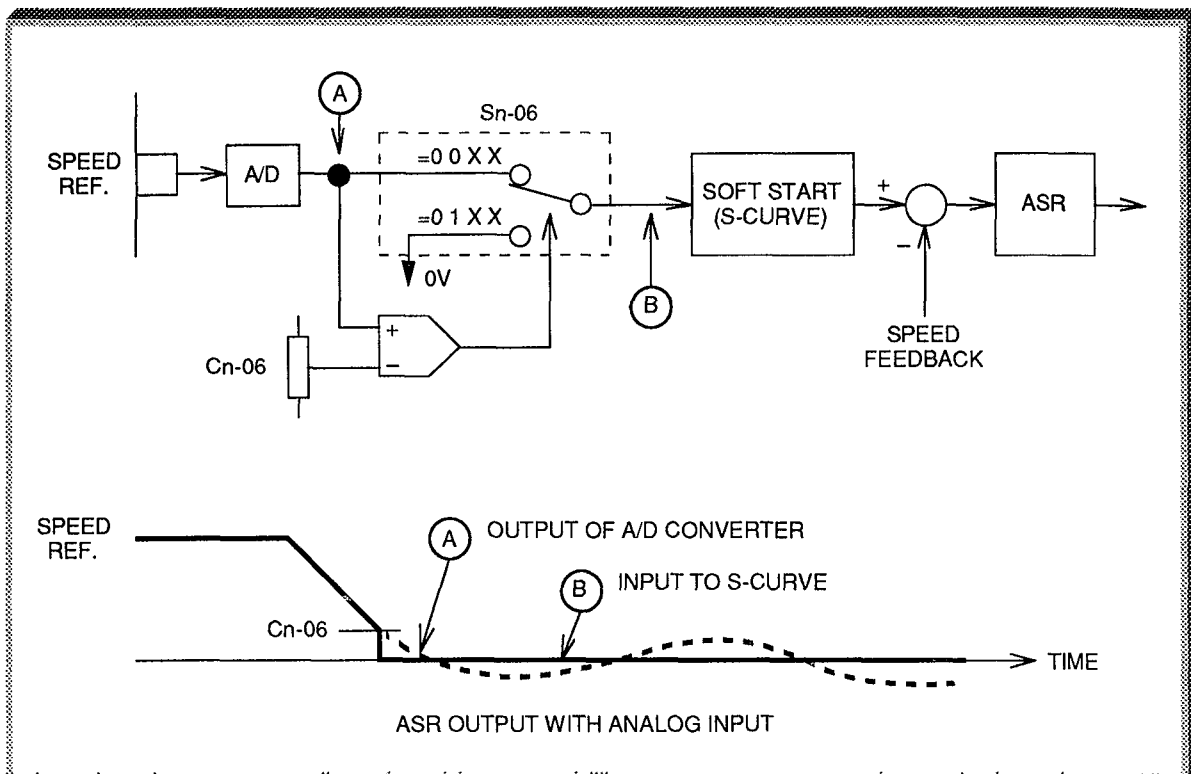 A
Sn-06
SPEED
REF.
A/D
=0 0 X X
=0 1 X X
0V
SOFT START
(S-CURVE)
+
−
ASR
B
SPEED
FEEDBACK
Cn-06
+
−
SPEED
REF.
A
OUTPUT OF A/D CONVERTER
B
INPUT TO S-CURVE
Cn-06
TIME
ASR OUTPUT WITH ANALOG INPUT